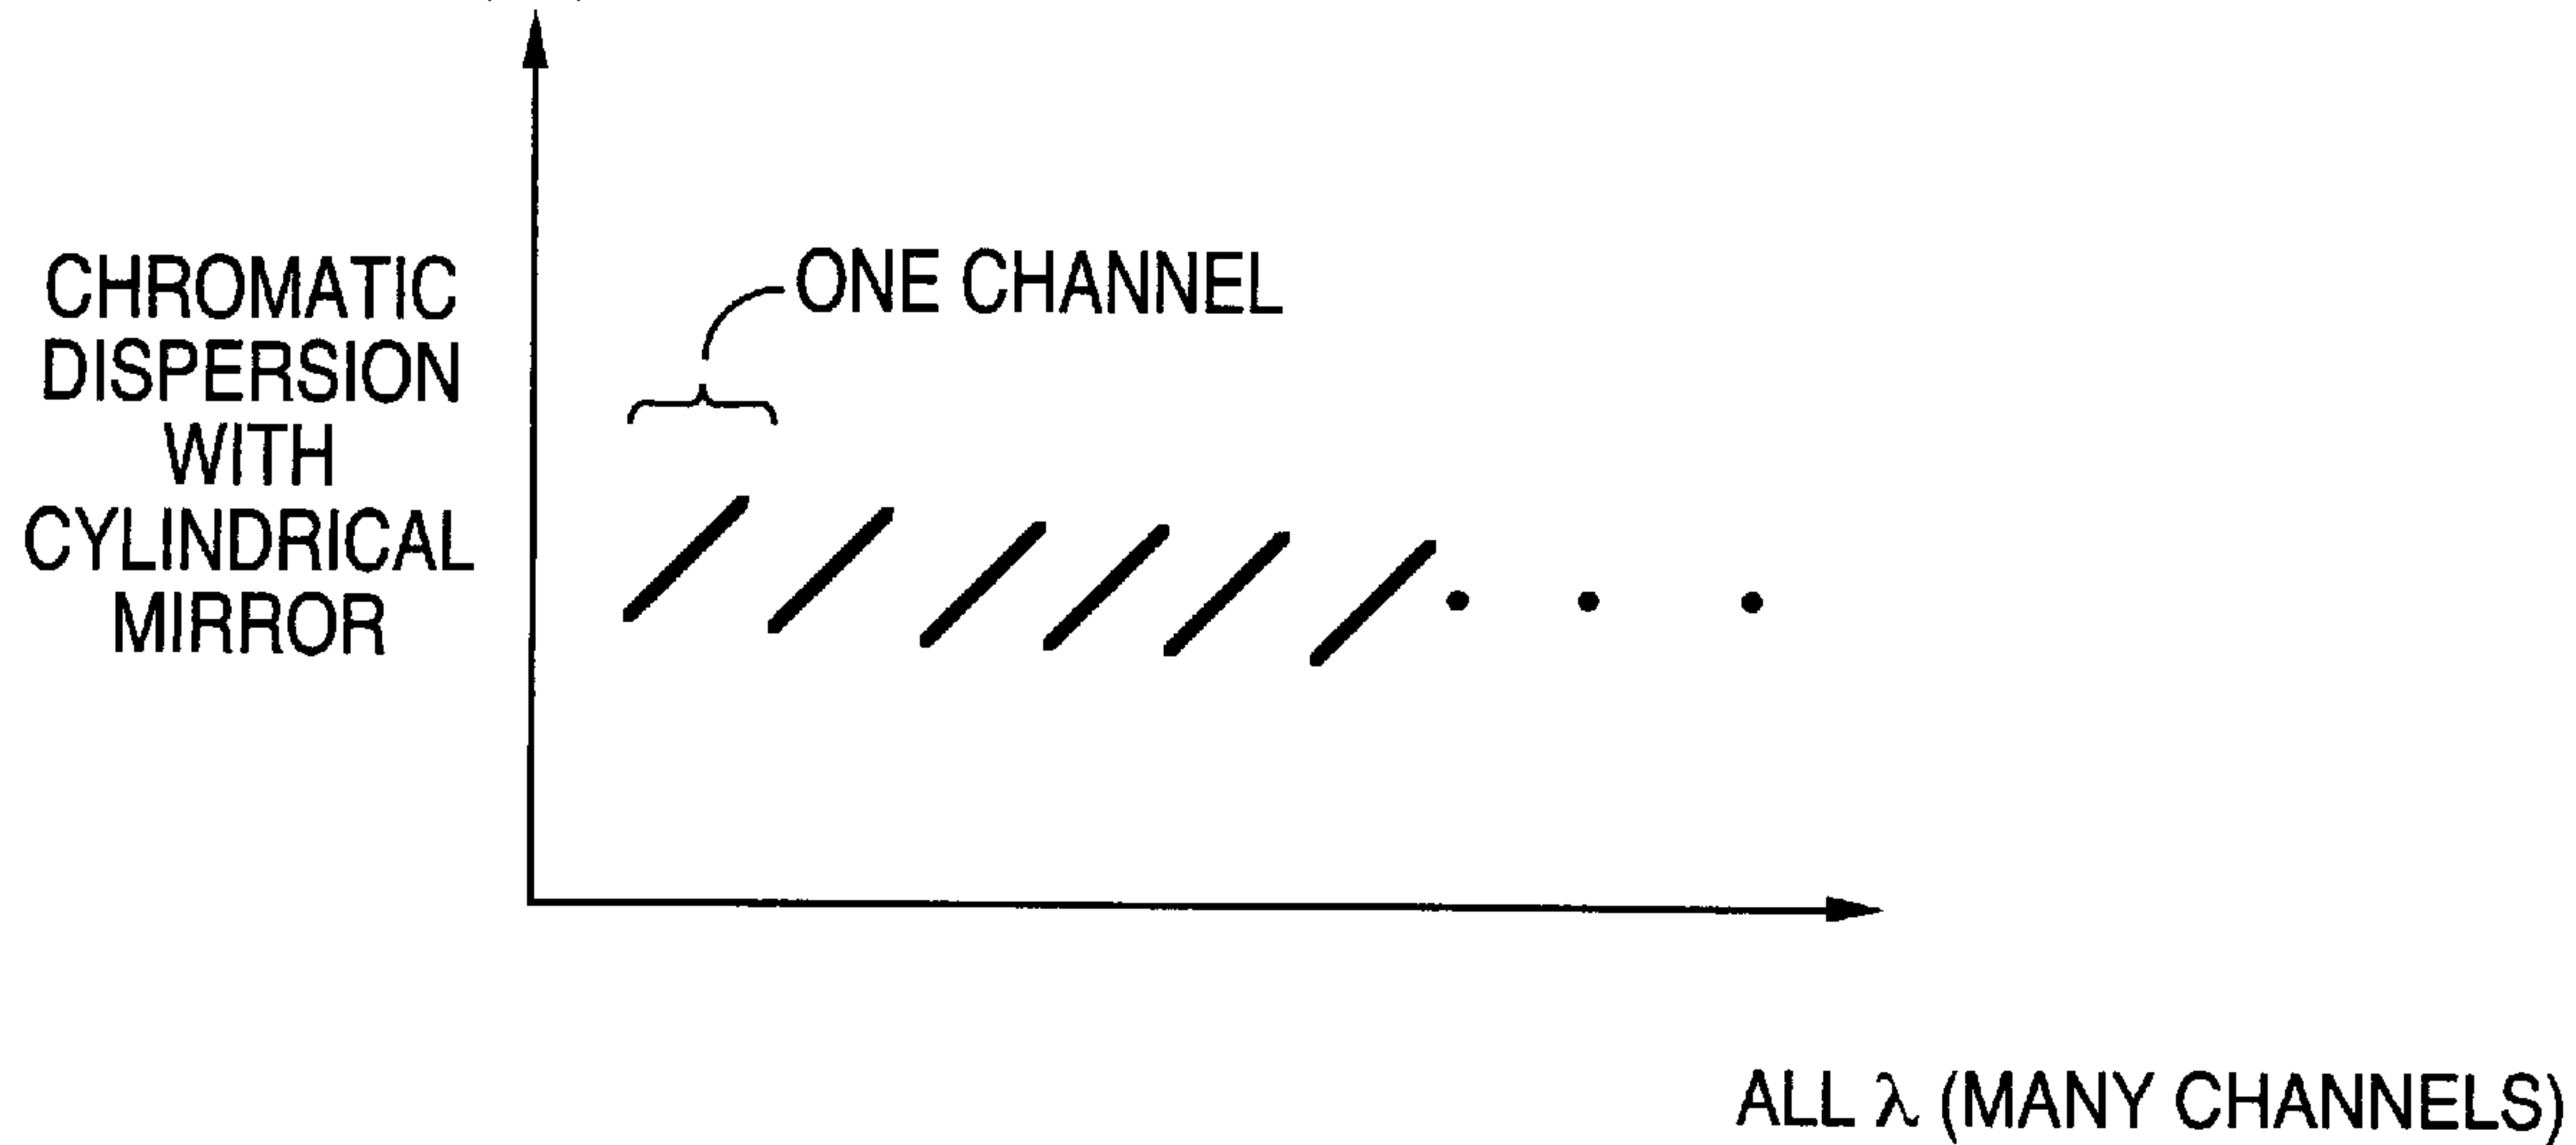 ONE CHANNEL
CHROMATIC
DISPERSION
WITH
CYLINDRICAL
MIRROR
ALL λ (MANY CHANNELS)